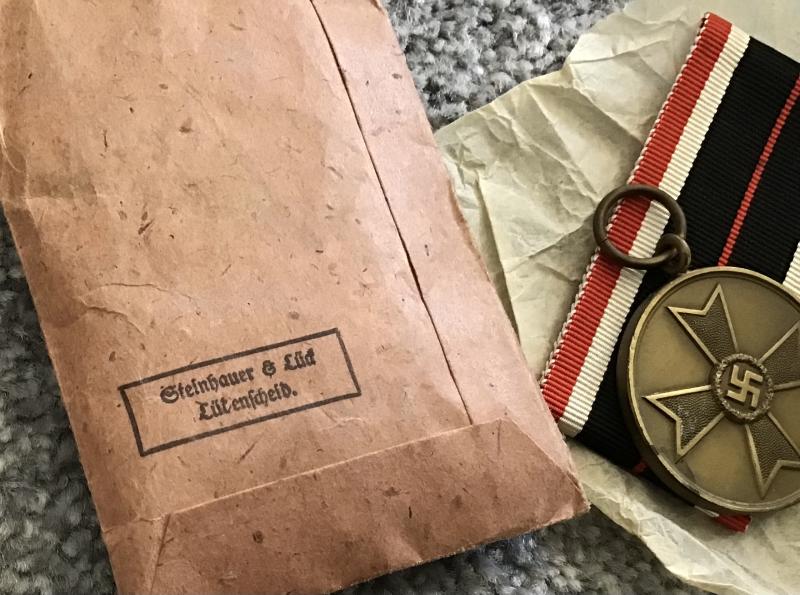 Steinhauer & Lück
Lüdenscheid.